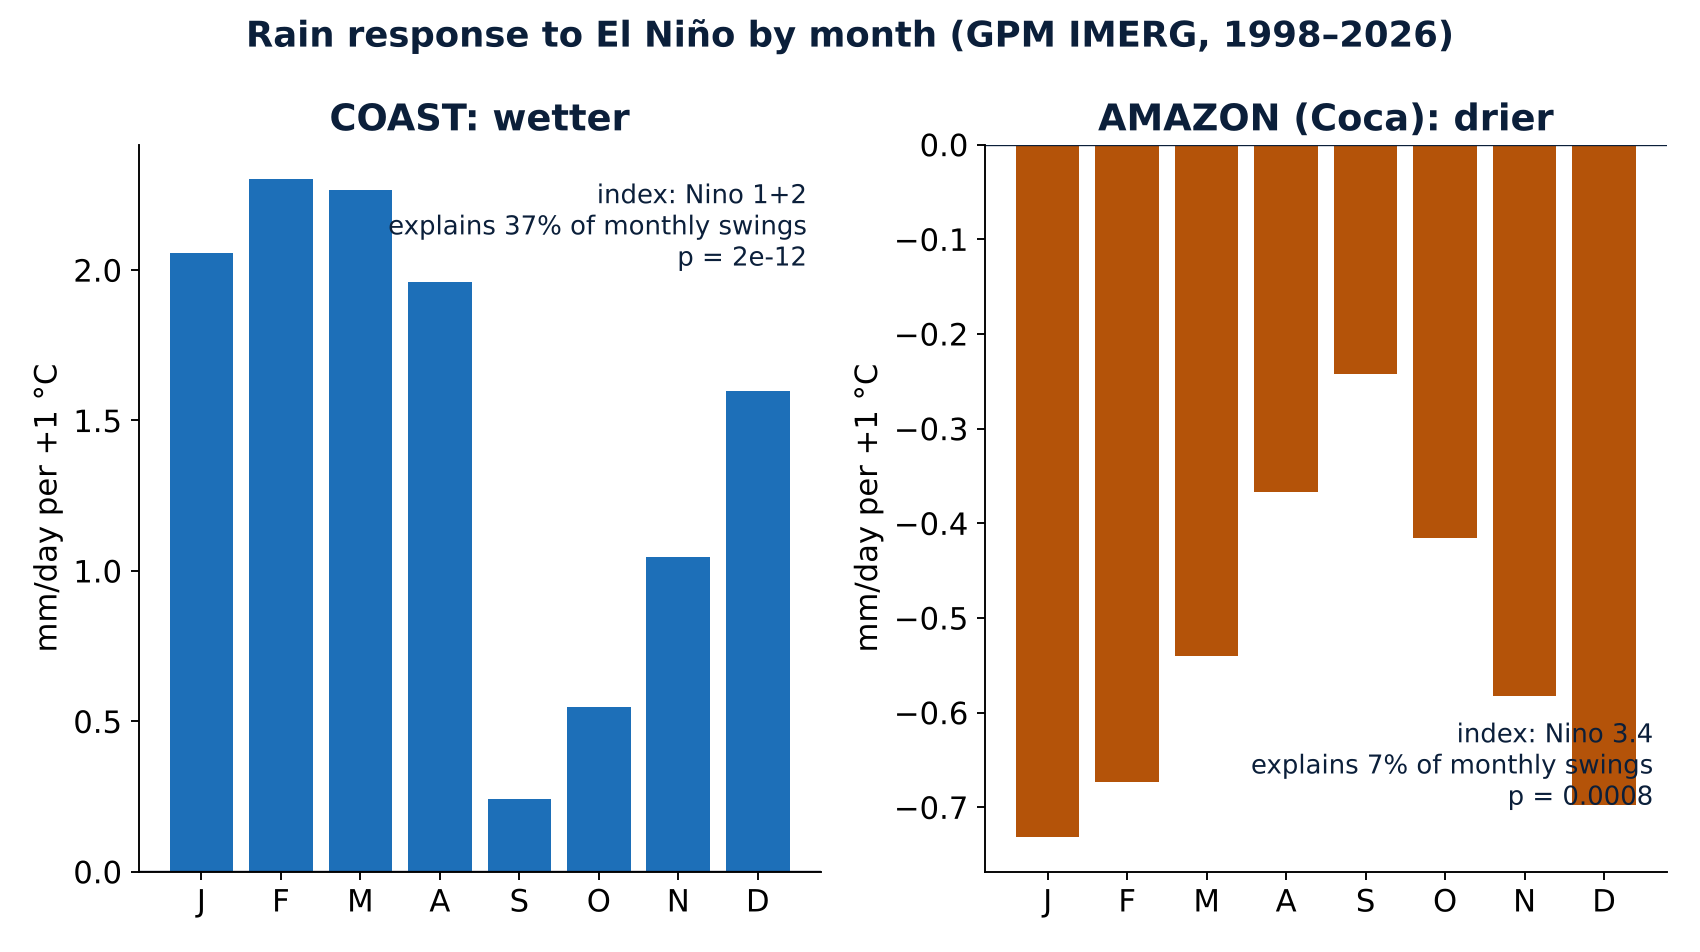 Rain response to El Niño by month (GPM IMERG, 1998–2026)
COAST: wetter
index: Nino 1+2
explains 37% of monthly swings
p = 2e-12
mm/day per +1 °C
2.0
1.5
1.0
0.5
0.0
J F M A S O N D
AMAZON (Coca): drier
mm/day per +1 °C
0.0
−0.1
−0.2
−0.3
−0.4
−0.5
−0.6
−0.7
index: Nino 3.4
explains 7% of monthly swings
p = 0.0008
J F M A S O N D